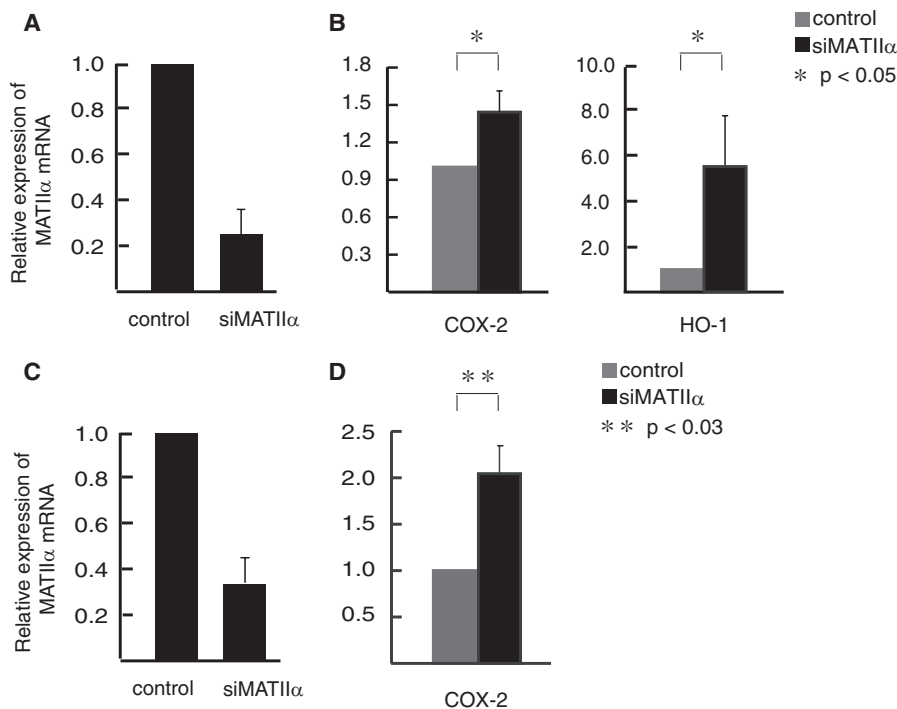 A
Relative expression of
MATIIα mRNA
1.0
0.8
0.6
0.4
0.2
control siMATIIα
B
*
1.8
1.5
1.2
0.9
0.6
0.3
COX-2
*
10.0
8.0
6.0
4.0
2.0
HO-1
control
siMATIIα
* p < 0.05
C
Relative expression of
MATIIα mRNA
1.0
0.8
0.6
0.4
0.2
control siMATIIα
D
**
2.5
2.0
1.5
1.0
0.5
COX-2
control
siMATIIα
** p < 0.03